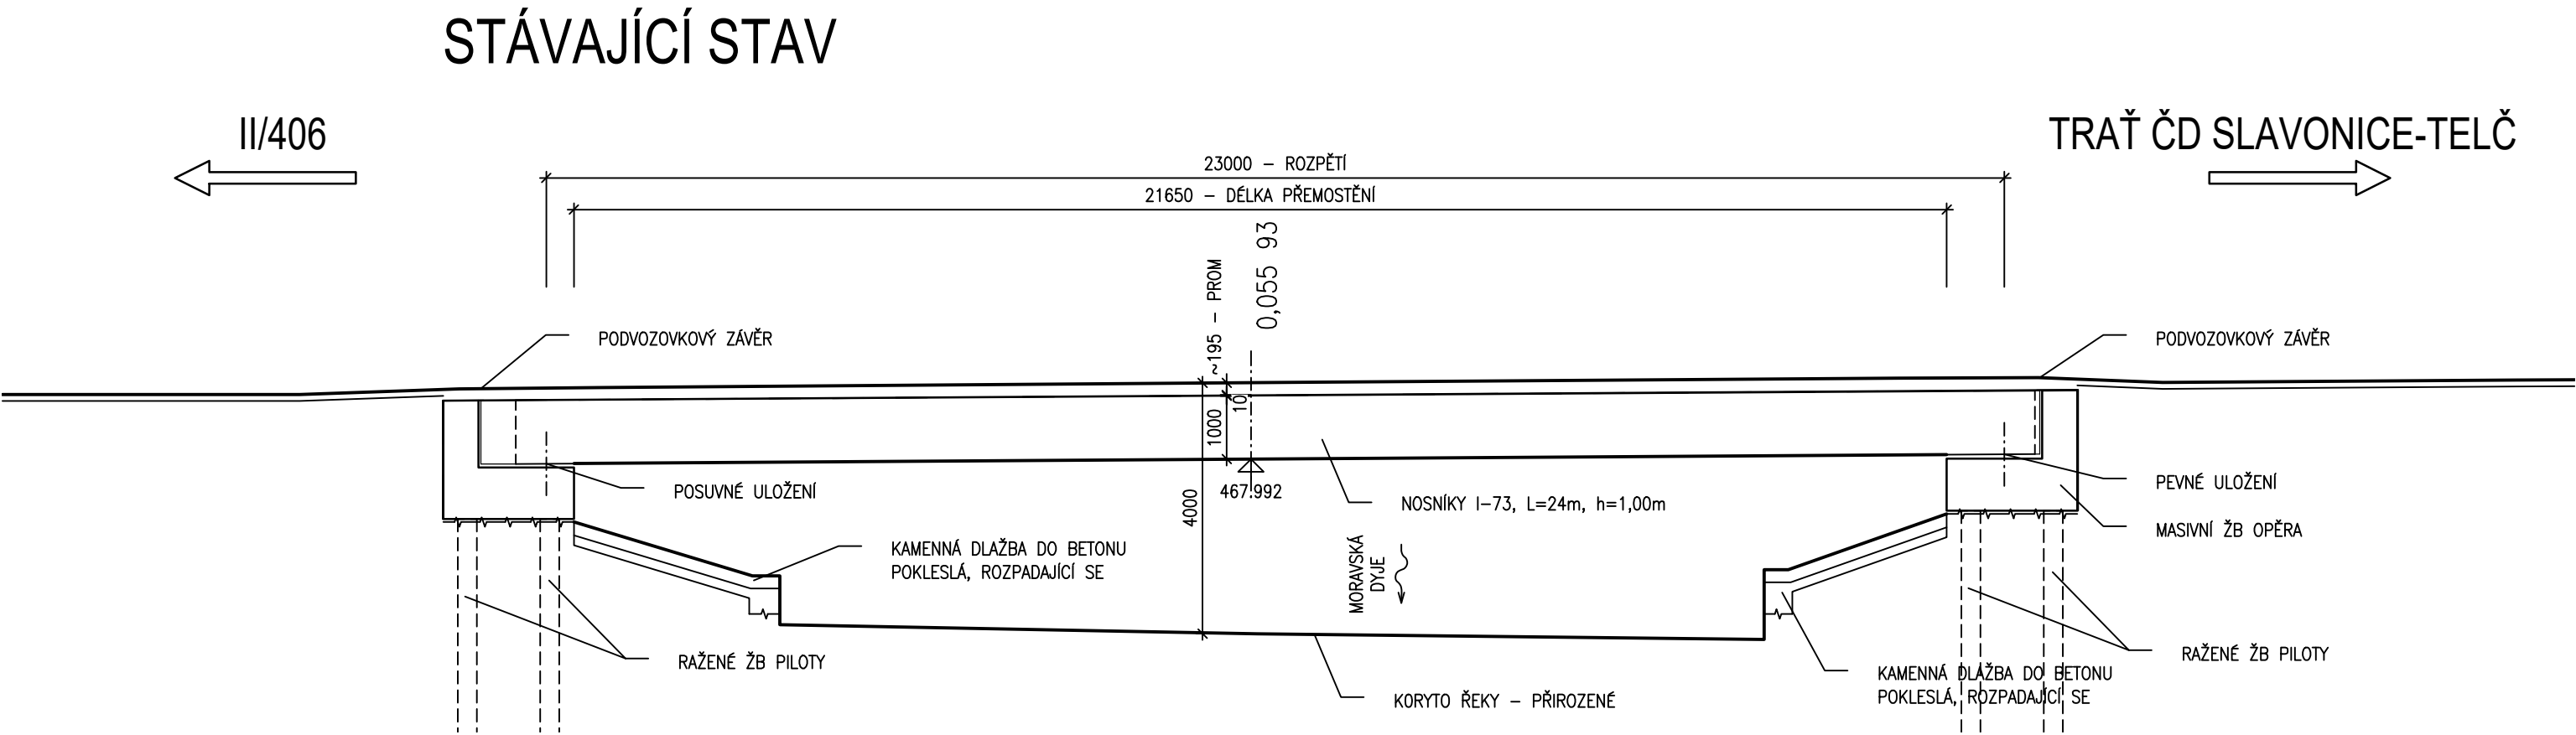 STÁVAJÍCÍ STAV
II/406
TRAŤ ČD SLAVONICE-TELČ
23000 – ROZPĚTÍ
21650 – DÉLKA PŘEMOSTĚNÍ
0,055 93
~195 – PROM
PODVOZOVKOVÝ ZÁVĚR
PODVOZOVKOVÝ ZÁVĚR
10
1000
4000
467.992
POSUVNÉ ULOŽENÍ
NOSNÍKY I–73, L=24m, h=1,00m
PEVNÉ ULOŽENÍ
MASIVNÍ ŽB OPĚRA
KAMENNÁ DLAŽBA DO BETONU
POKLESLÁ, ROZPADAJÍCÍ SE
MORAVSKÁ
DYJE
RAŽENÉ ŽB PILOTY
RAŽENÉ ŽB PILOTY
KAMENNÁ DLAŽBA DO BETONU
POKLESLÁ, ROZPADAJÍCÍ SE
KORYTO ŘEKY – PŘIROZENÉ